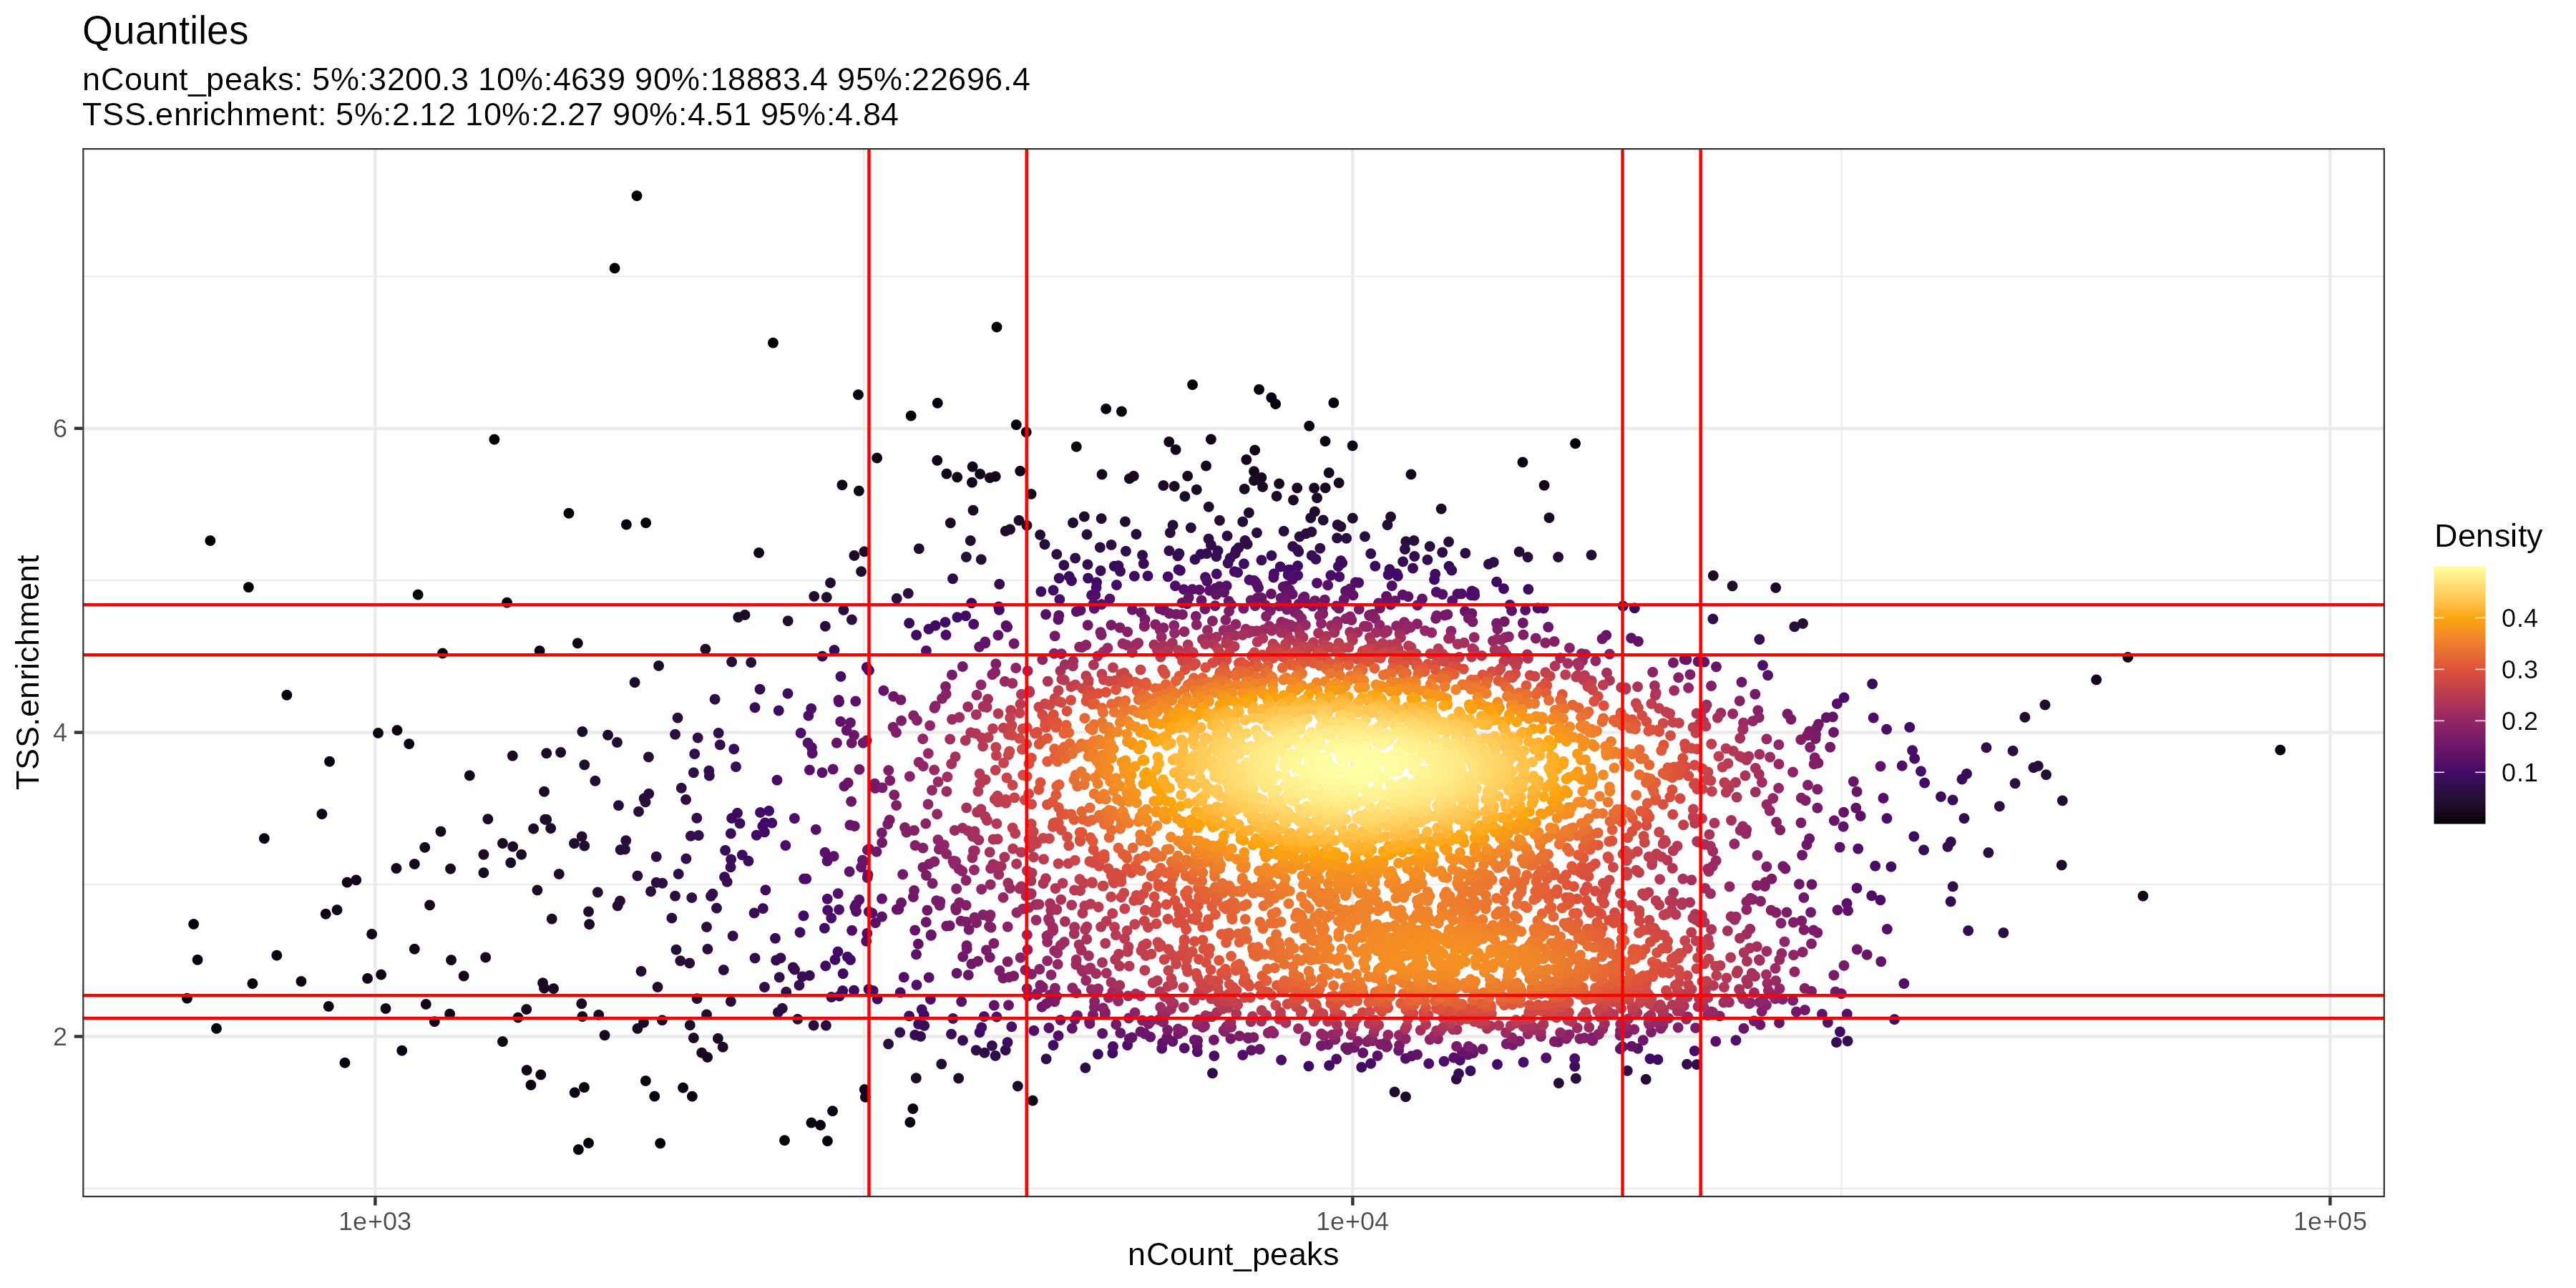 Quantiles
nCount_peaks: 5%:3200.3 10%:4639 90%:18883.4 95%:22696.4
TSS.enrichment: 5%:2.12 10%:2.27 90%:4.51 95%:4.84
TSS.enrichment
6
4
2
1e+03
1e+04
1e+05
nCount_peaks
Density
0.4
0.3
0.2
0.1